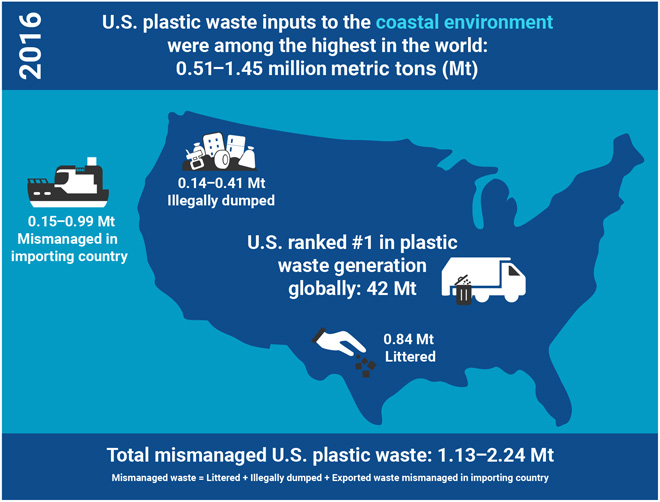 2016
U.S. plastic waste inputs to the coastal environment
were among the highest in the world:
0.51–1.45 million metric tons (Mt)
0.14–0.41 Mt
Illegally dumped
0.15–0.99 Mt
Mismanaged in
importing country
U.S. ranked #1 in plastic
waste generation
globally: 42 Mt
0.84 Mt
Littered
Total mismanaged U.S. plastic waste: 1.13–2.24 Mt
Mismanaged waste = Littered + Illegally dumped + Exported waste mismanaged in importing country